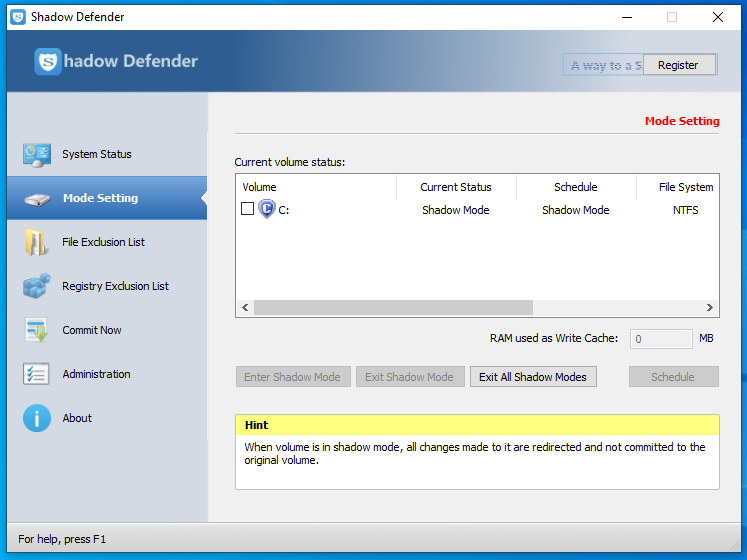 Shadow Defender
hadow Defender
A way to a S
Register
System Status
Mode Setting
File Exclusion List
Registry Exclusion List
Commit Now
Administration
About
Mode Setting
Current volume status:
Volume Current Status Schedule File System
C: Shadow Mode Shadow Mode NTFS
RAM used as Write Cache: 0 MB
Enter Shadow Mode Exit Shadow Mode Exit All Shadow Modes Schedule
Hint
When volume is in shadow mode, all changes made to it are redirected and not committed to the
original volume.
For help, press F1